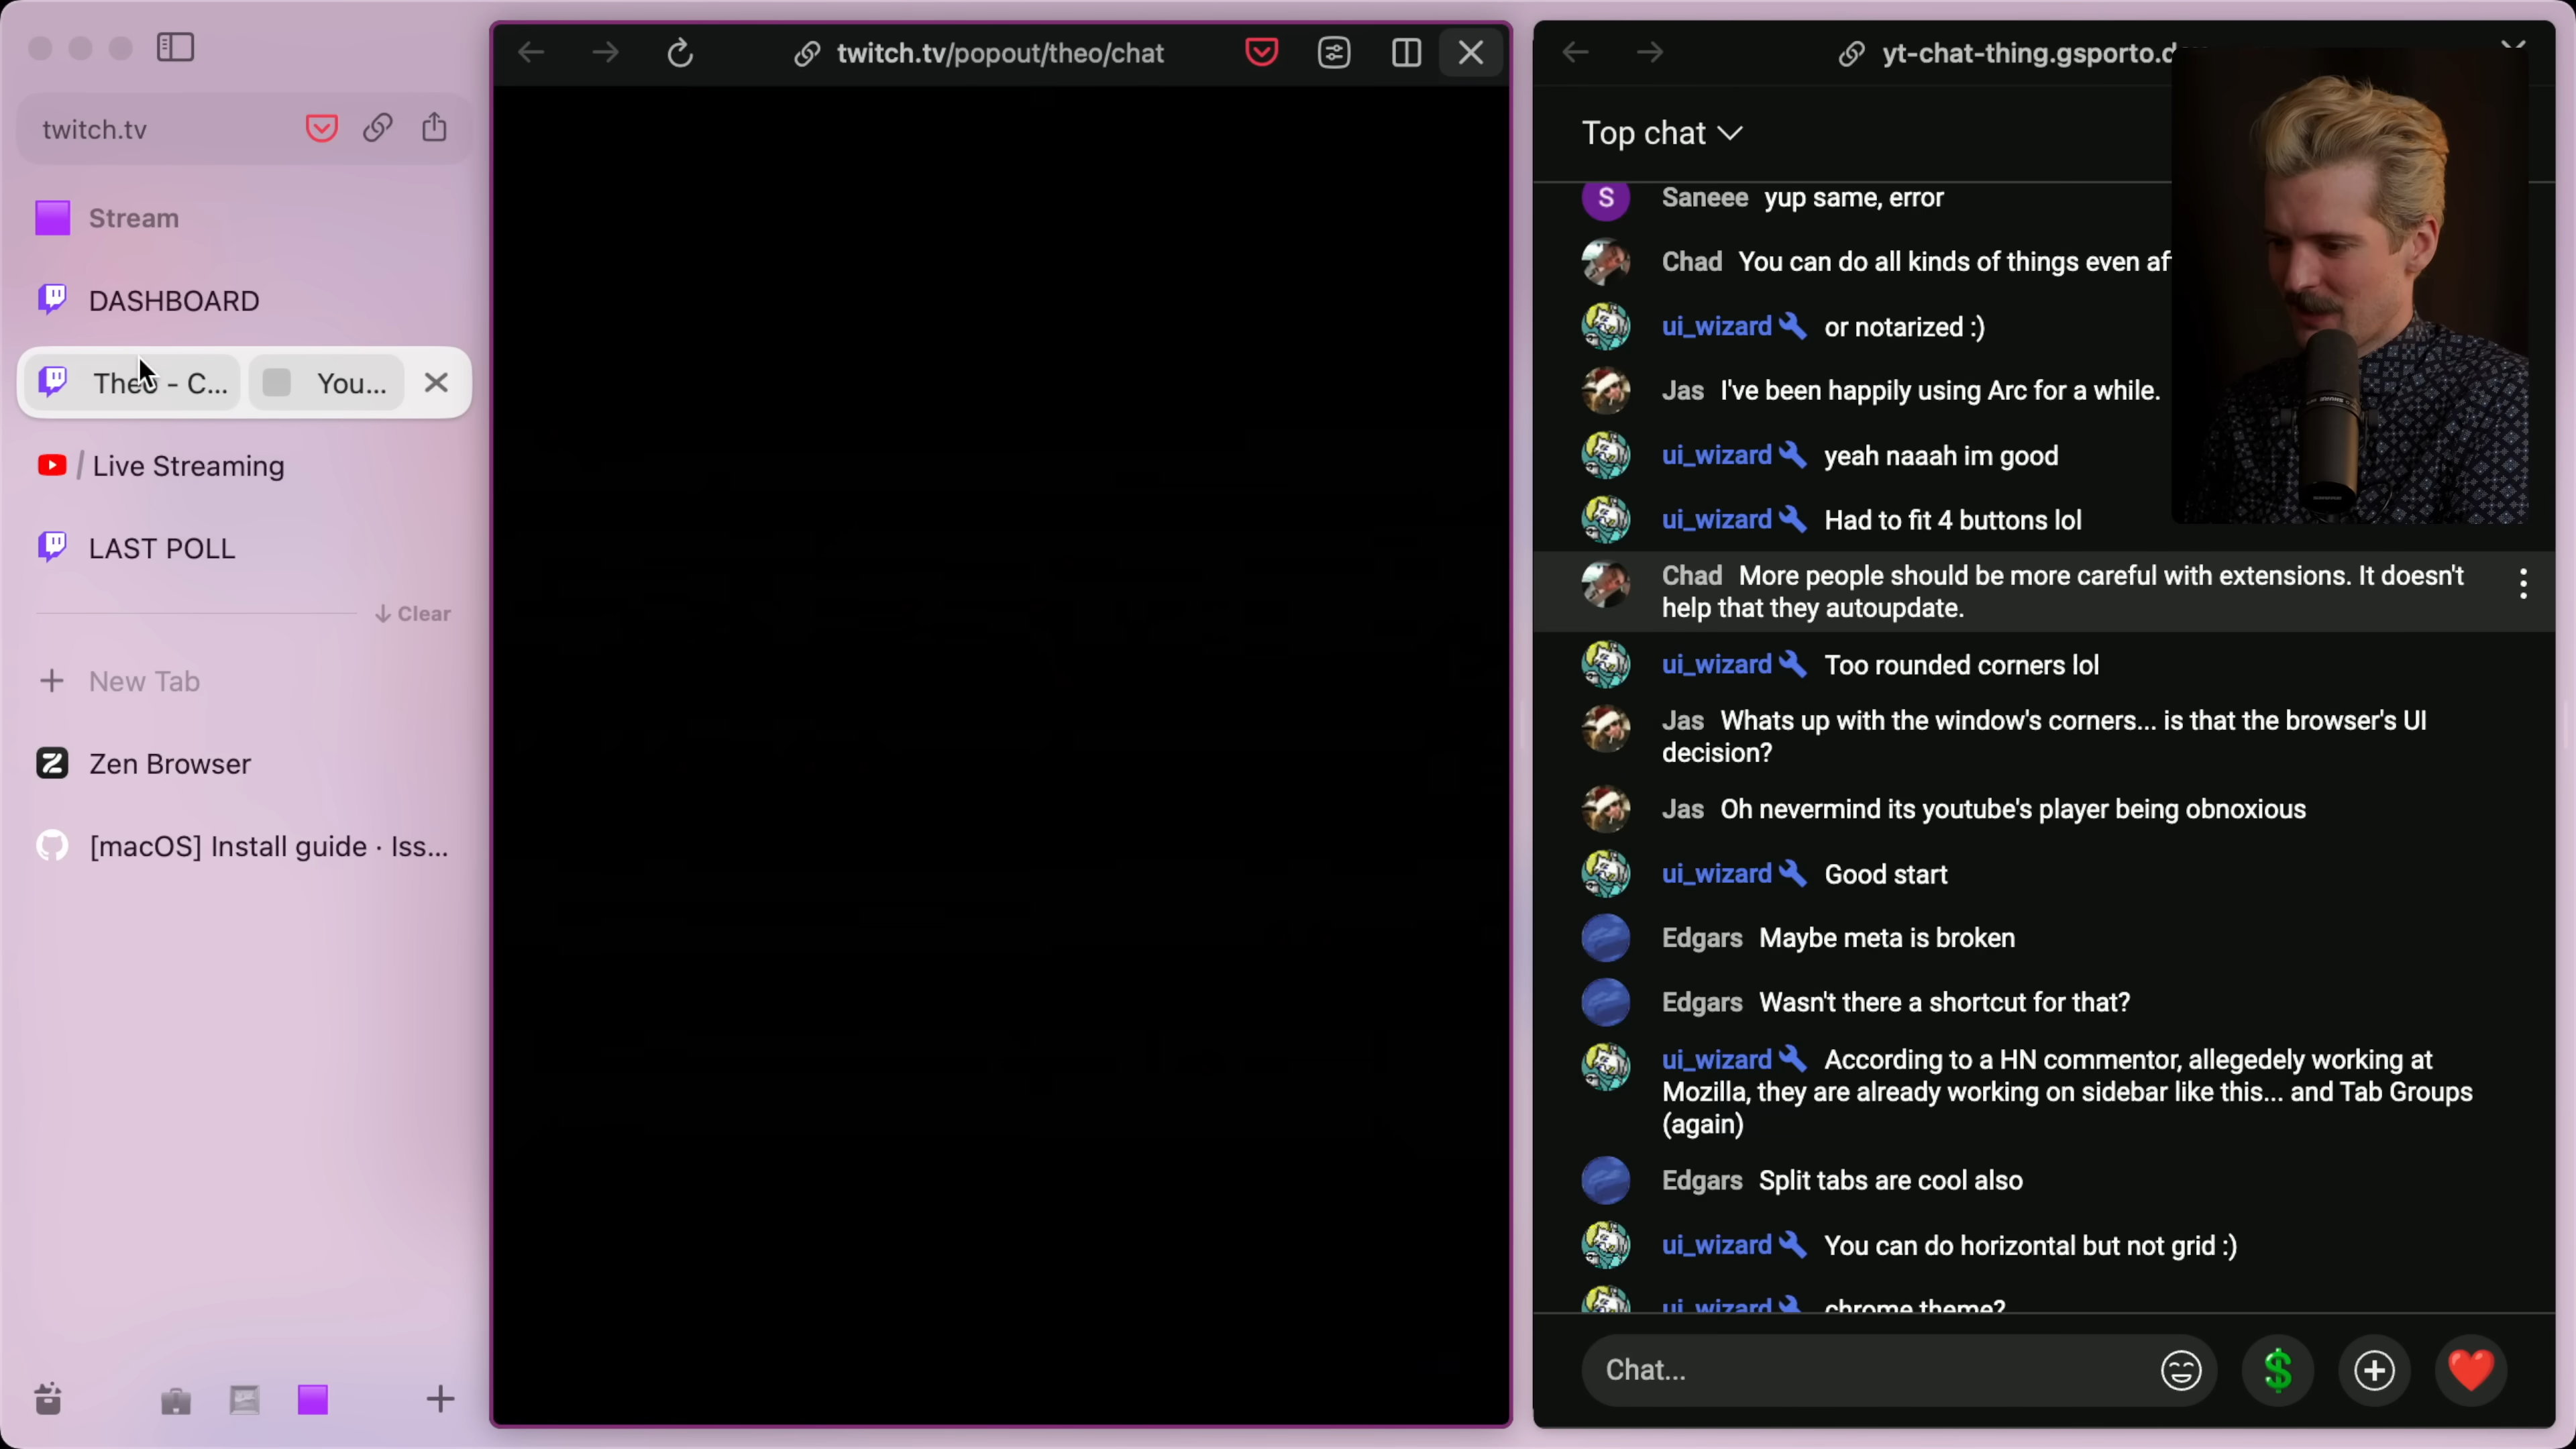 twitch.tv
Stream
DASHBOARD
Theo - C...
You...
Live Streaming
LAST POLL
Clear
New Tab
Zen Browser
[macOS] Install guide · Iss...
twitch.tv/popout/theo/chat
yt-chat-thing.gsporto.d
Top chat
S
Saneee yup same, error
Chad You can do all kinds of things even af
ui_wizard or notarized :)
Jas I've been happily using Arc for a while.
ui_wizard yeah naaah im good
ui_wizard Had to fit 4 buttons lol
Chad More people should be more careful with extensions. It doesn't
help that they autoupdate.
ui_wizard Too rounded corners lol
Jas Whats up with the window's corners... is that the browser's UI
decision?
Jas Oh nevermind its youtube's player being obnoxious
ui_wizard Good start
Edgars Maybe meta is broken
Edgars Wasn't there a shortcut for that?
ui_wizard According to a HN commentor, allegedely working at
Mozilla, they are already working on sidebar like this... and Tab Groups
(again)
Edgars Split tabs are cool also
ui_wizard You can do horizontal but not grid :)
ui_wizard chrome theme?
Chat...